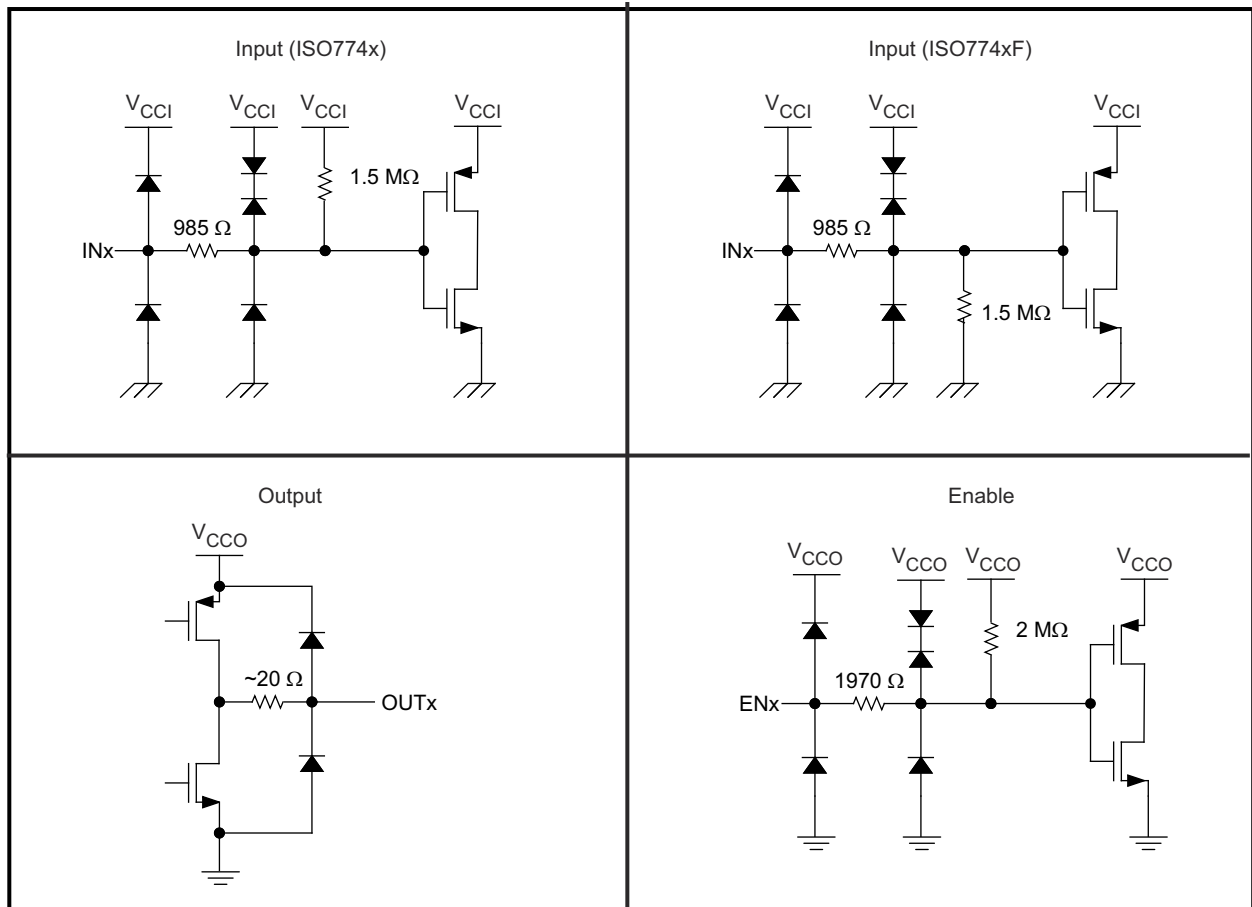 Input (ISO774x)
V_CCI V_CCI V_CCI V_CCI
1.5 MΩ
985 Ω
INx
Input (ISO774xF)
V_CCI V_CCI V_CCI
985 Ω
INx
1.5 MΩ
Output
V_CCO
~20 Ω
OUTx
Enable
V_CCO V_CCO V_CCO V_CCO
2 MΩ
1970 Ω
ENx